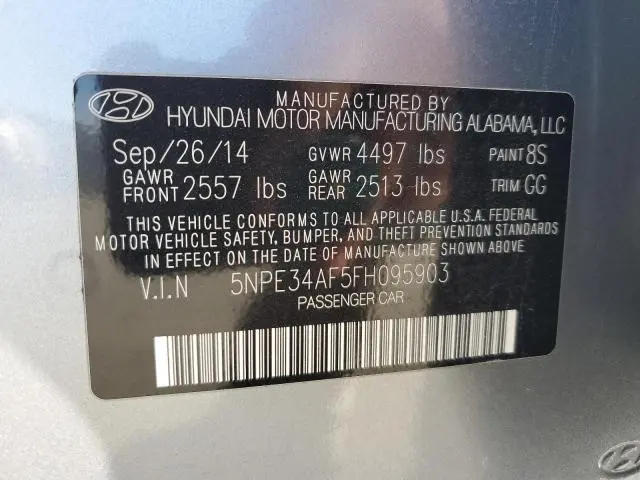 MANUFACTURED BY
HYUNDAI MOTOR MANUFACTURING ALABAMA, LLC
Sep/26/14 GVWR 4497 lbs PAINT 8S
GAWR FRONT 2557 lbs GAWR REAR 2513 lbs TRIM GG
THIS VEHICLE CONFORMS TO ALL APPLICABLE U.S.A. FEDERAL
MOTOR VEHICLE SAFETY, BUMPER, AND THEFT PREVENTION
STANDARDS IN EFFECT ON THE DATE OF MANUFACTURE SHOWN ABOVE.
V.I.N 5NPE34AF5FH095903
PASSENGER CAR